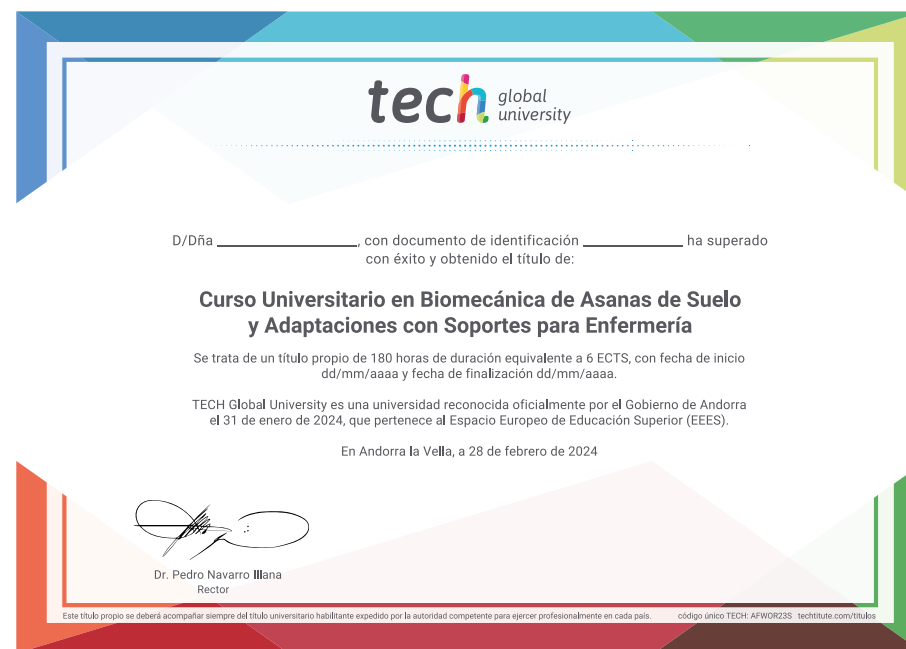 tech global university
D/Dña ____________________, con documento de identificación ______________ ha superado
con éxito y obtenido el título de:
Curso Universitario en Biomecánica de Asanas de Suelo
y Adaptaciones con Soportes para Enfermería
Se trata de un título propio de 180 horas de duración equivalente a 6 ECTS, con fecha de inicio
dd/mm/aaaa y fecha de finalización dd/mm/aaaa.
TECH Global University es una universidad reconocida oficialmente por el Gobierno de Andorra
el 31 de enero de 2024, que pertenece al Espacio Europeo de Educación Superior (EEES).
En Andorra la Vella, a 28 de febrero de 2024
Dr. Pedro Navarro Illana
Rector
Este título propio se deberá acompañar siempre del título universitario habilitante expedido por la autoridad competente para ejercer profesionalmente en cada país. código único TECH: AFWOR23S techtitute.com/titulos